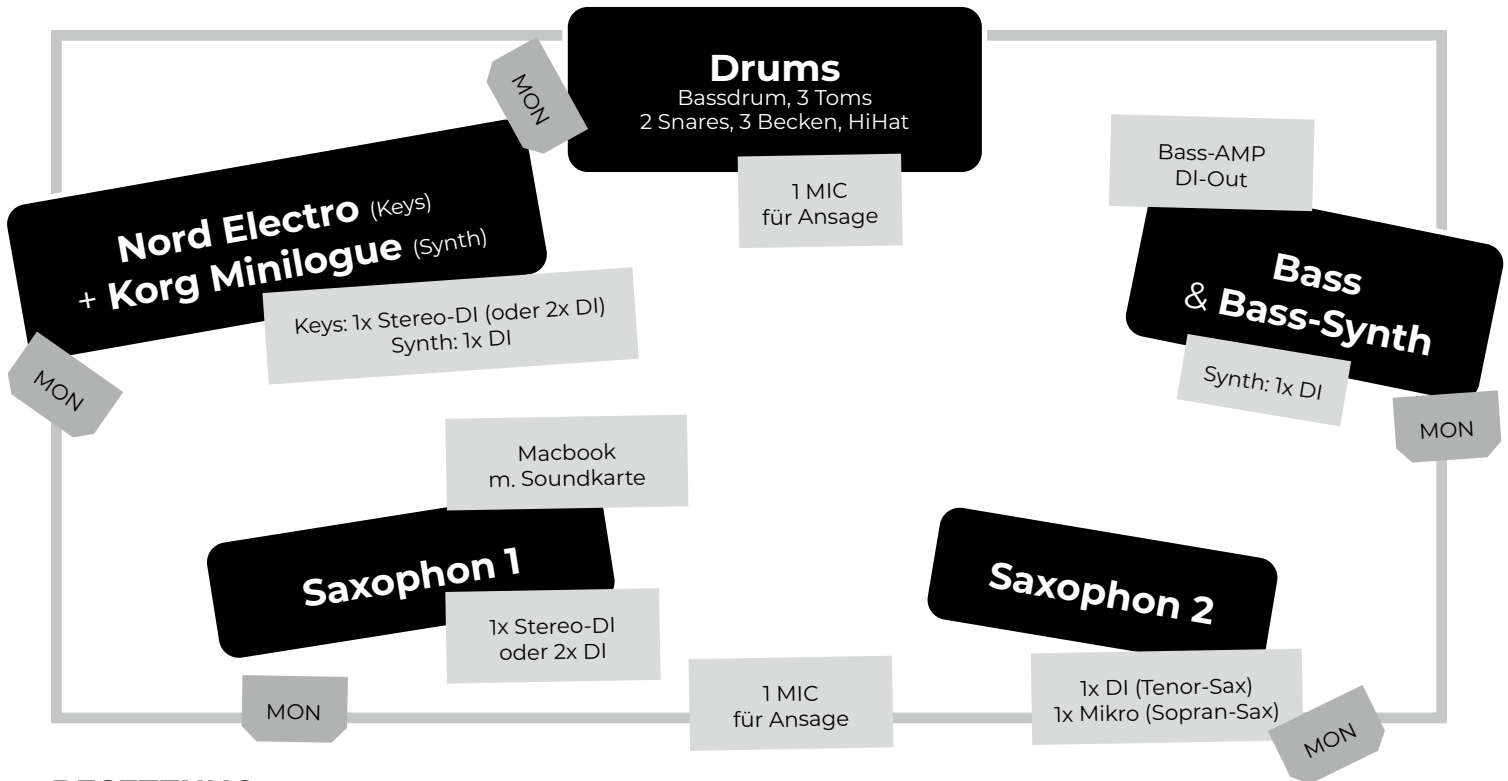 Drums
Bassdrum, 3 Toms
2 Snares, 3 Becken, HiHat
MON
1 MIC
für Ansage
Bass-AMP
DI-Out
Nord Electro (Keys)
+ Korg Minilogue (Synth)
Keys: 1x Stereo-DI (oder 2x DI)
Synth: 1x DI
MON
Bass
& Bass-Synth
Synth: 1x DI
MON
Macbook
m. Soundkarte
Saxophon 1
1x Stereo-DI
oder 2x DI
MON
1 MIC
für Ansage
Saxophon 2
1x DI (Tenor-Sax)
1x Mikro (Sopran-Sax)
MON